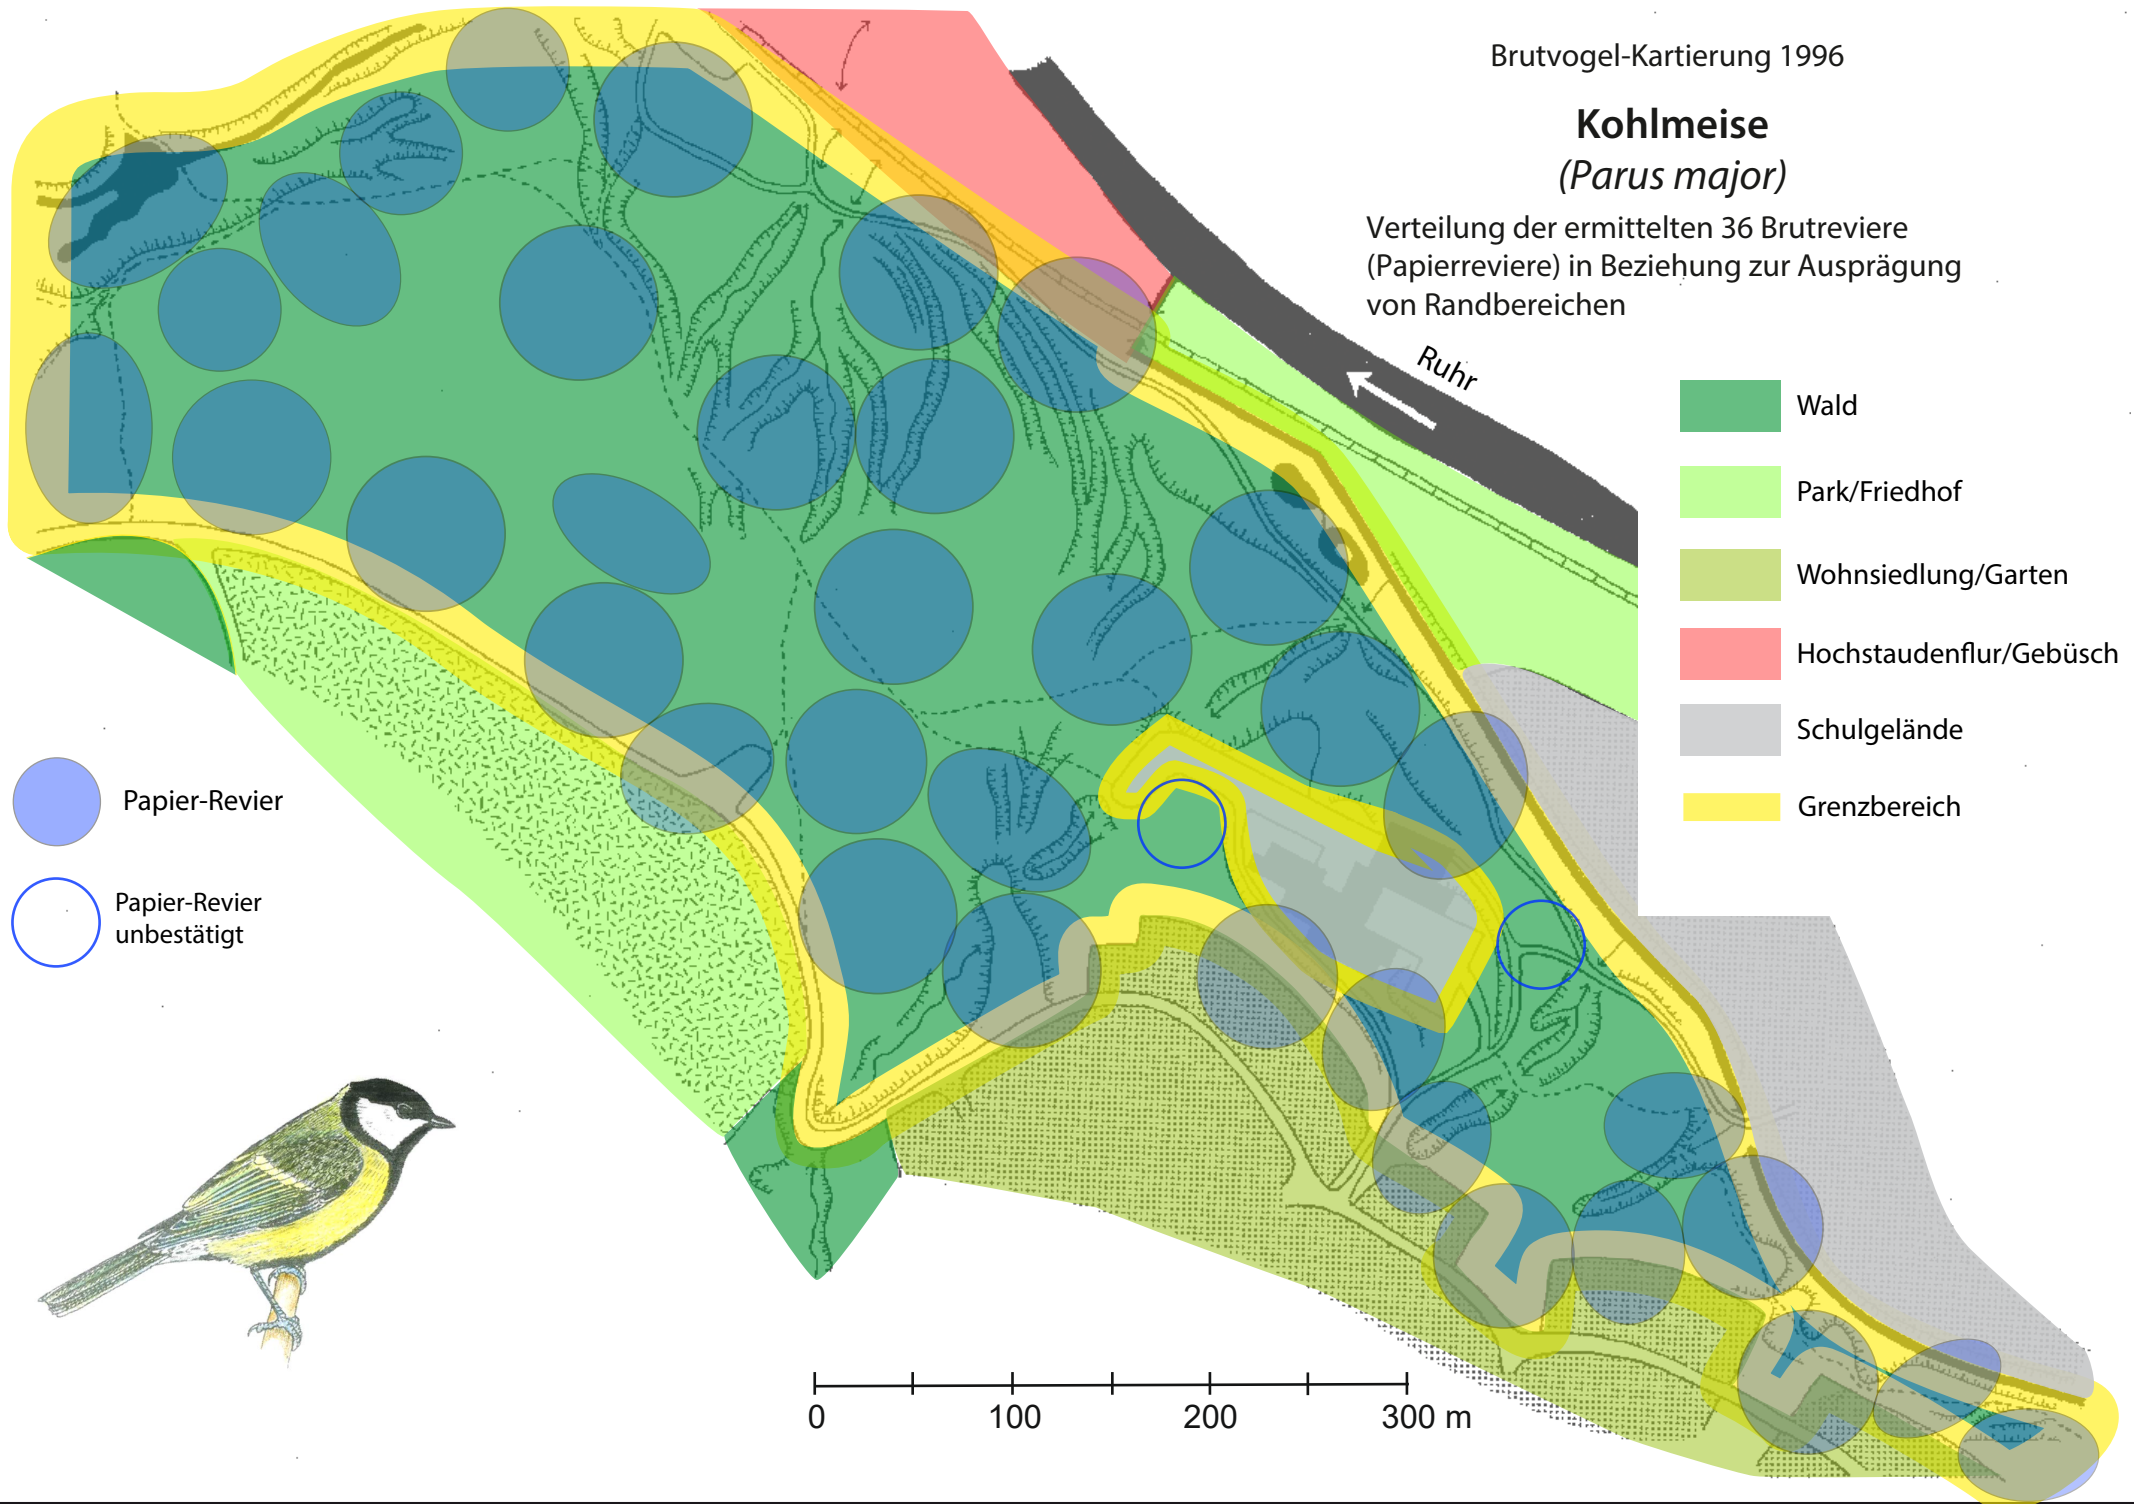 Brutvogel-Kartierung 1996
Kohlmeise
(Parus major)
Verteilung der ermittelten 36 Brutreviere
(Papierreviere) in Beziehung zur Ausprägung
von Randbereichen
Ruhr
Wald
Park/Friedhof
Wohnsiedlung/Garten
Hochstaudenflur/Gebüsch
Schulgelände
Grenzbereich
Papier-Revier
Papier-Revier
unbestätigt
0 100 200 300 m